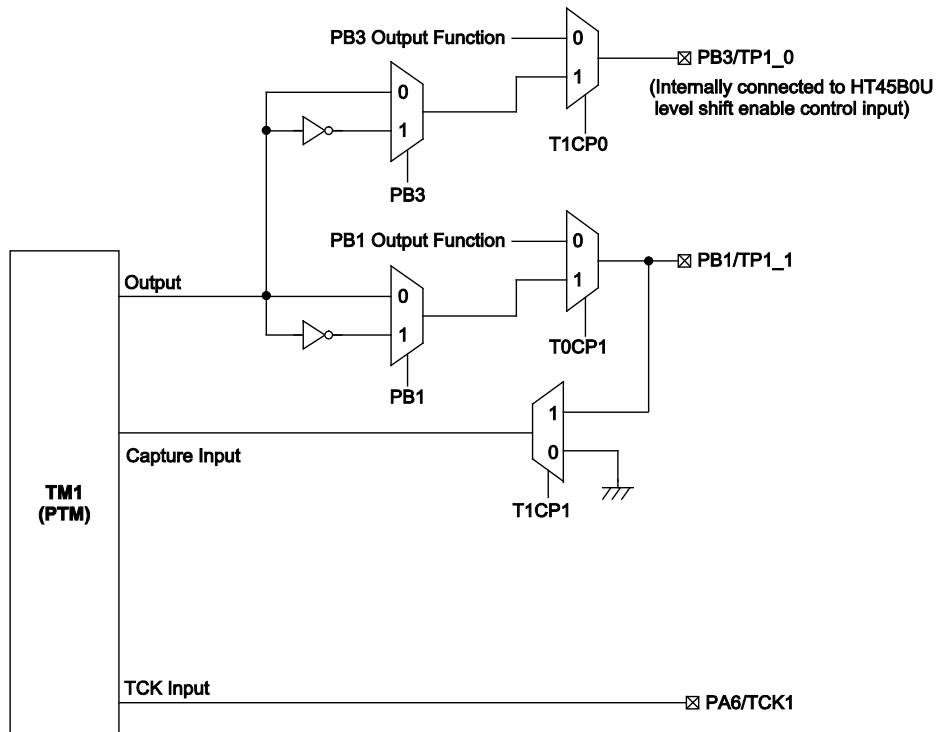 PB3 Output Function
0
1
PB3/TP1_0
(Internally connected to HT45B0U
level shift enable control input)
0
1
T1CP0
PB3
PB1 Output Function
0
1
PB1/TP1_1
Output
0
1
T0CP1
PB1
1
0
Capture Input
T1CP1
TM1
(PTM)
TCK Input
PA6/TCK1